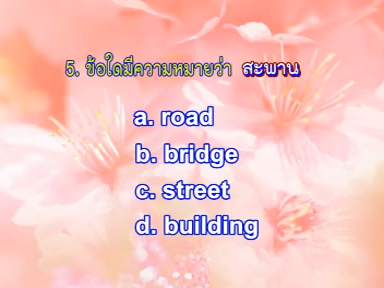 5. ข้อใดมีความหมายว่า สะพาน
a. road
b. bridge
c. street
d. building